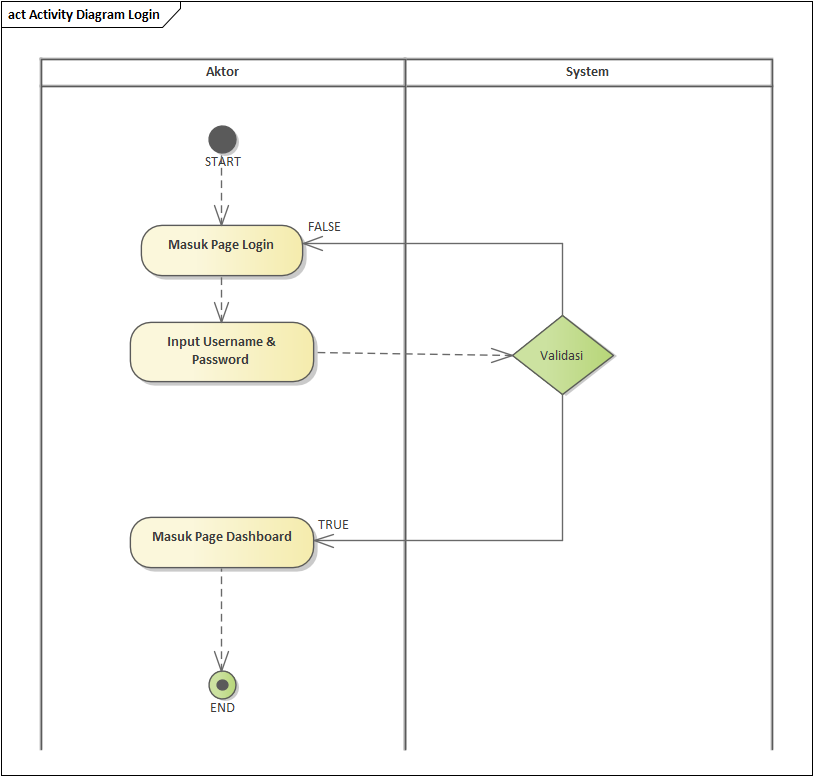 act Activity Diagram Login
Aktor
System
START
Masuk Page Login
FALSE
Input Username &
Password
Validasi
Masuk Page Dashboard
TRUE
END